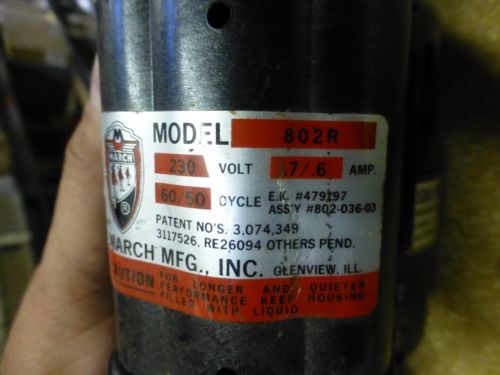 MODEL 802R
230 VOLT .7/.6 AMP.
60/50 CYCLE E.K. #479197
ASS'Y #802-036-03
PATENT NO'S. 3,074,349
3117526, RE26094 OTHERS PEND.
MARCH MFG., INC. GLENVIEW, ILL.
CAUTION FOR LONGER AND QUIETER
PERFORMANCE KEEP HOUSING
FILLED WITH LIQUID
M
MARCH
®